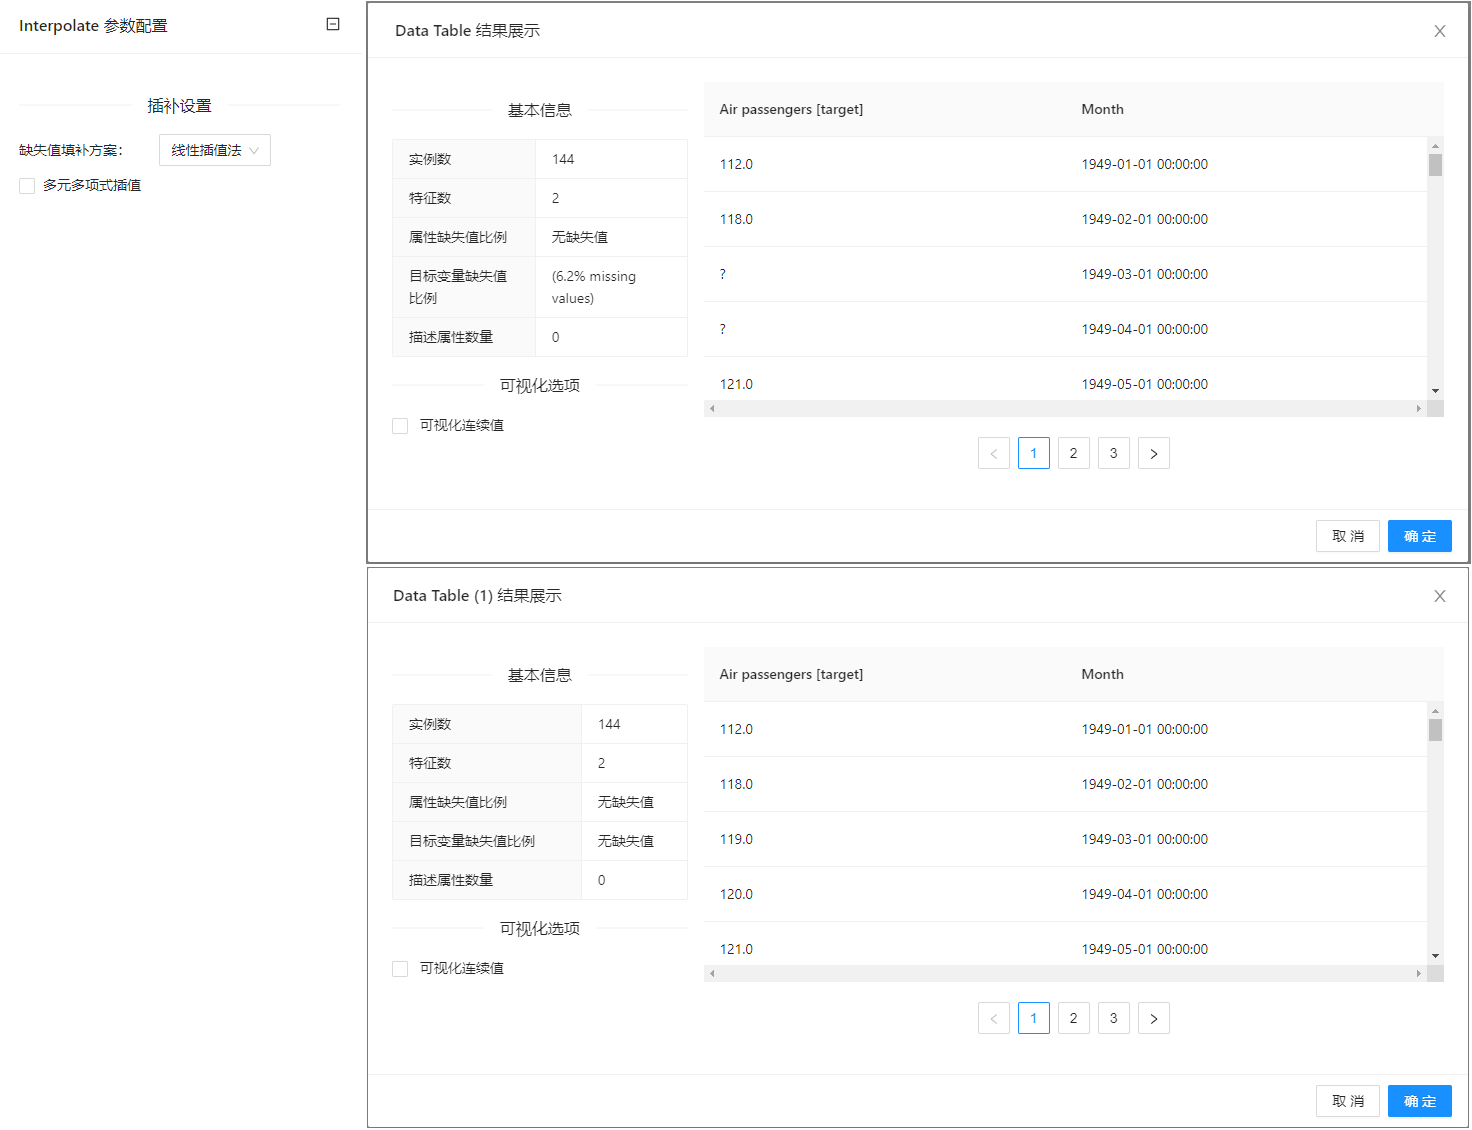 Interpolate 参数配置
插补设置
缺失值填补方案：
线性插值法
多元多项式插值
Data Table 结果展示
基本信息
实例数 144
特征数 2
属性缺失值比例 无缺失值
目标变量缺失值比例 (6.2% missing values)
描述属性数量 0
可视化选项
可视化连续值
Air passengers [target] Month
112.0 1949-01-01 00:00:00
118.0 1949-02-01 00:00:00
? 1949-03-01 00:00:00
? 1949-04-01 00:00:00
121.0 1949-05-01 00:00:00
< 1 2 3 >
取 消 确 定
Data Table (1) 结果展示
基本信息
实例数 144
特征数 2
属性缺失值比例 无缺失值
目标变量缺失值比例 无缺失值
描述属性数量 0
可视化选项
可视化连续值
Air passengers [target] Month
112.0 1949-01-01 00:00:00
118.0 1949-02-01 00:00:00
119.0 1949-03-01 00:00:00
120.0 1949-04-01 00:00:00
121.0 1949-05-01 00:00:00
< 1 2 3 >
取 消 确 定